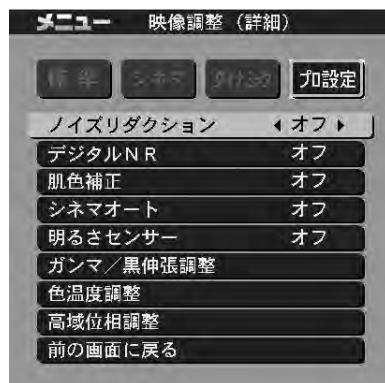 メニュー 映像調整（詳細）
標準 シネマ ダイナミック プロ設定
ノイズリダクション オフ
デジタルＮＲ オフ
肌色補正 オフ
シネマオート オフ
明るさセンサー オフ
ガンマ／黒伸張調整
色温度調整
高域位相調整
前の画面に戻る